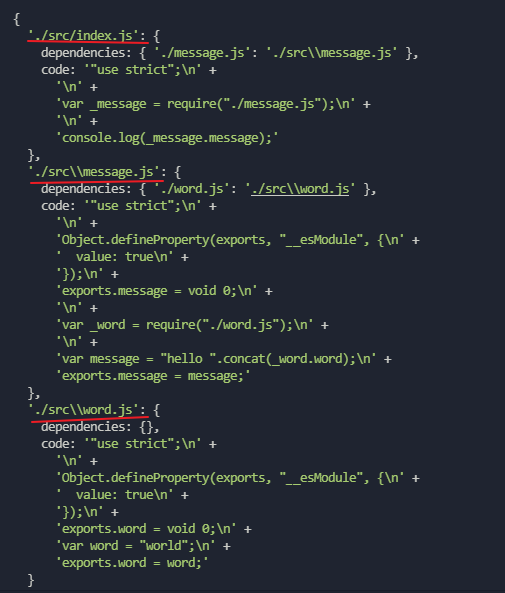 {
  './src/index.js': {
    dependencies: { './message.js': './src\\message.js' },
    code: '"use strict";\n' +
      '\n' +
      'var _message = require("./message.js");\n' +
      '\n' +
      'console.log(_message.message);'
  },
  './src\\message.js': {
    dependencies: { './word.js': './src\\word.js' },
    code: '"use strict";\n' +
      '\n' +
      'Object.defineProperty(exports, "__esModule", {\n' +
      '  value: true\n' +
      '});\n' +
      'exports.message = void 0;\n' +
      '\n' +
      'var _word = require("./word.js");\n' +
      '\n' +
      'var message = "hello ".concat(_word.word);\n' +
      'exports.message = message;'
  },
  './src\\word.js': {
    dependencies: {},
    code: '"use strict";\n' +
      '\n' +
      'Object.defineProperty(exports, "__esModule", {\n' +
      '  value: true\n' +
      '});\n' +
      'exports.word = void 0;\n' +
      'var word = "world";\n' +
      'exports.word = word;'
  }